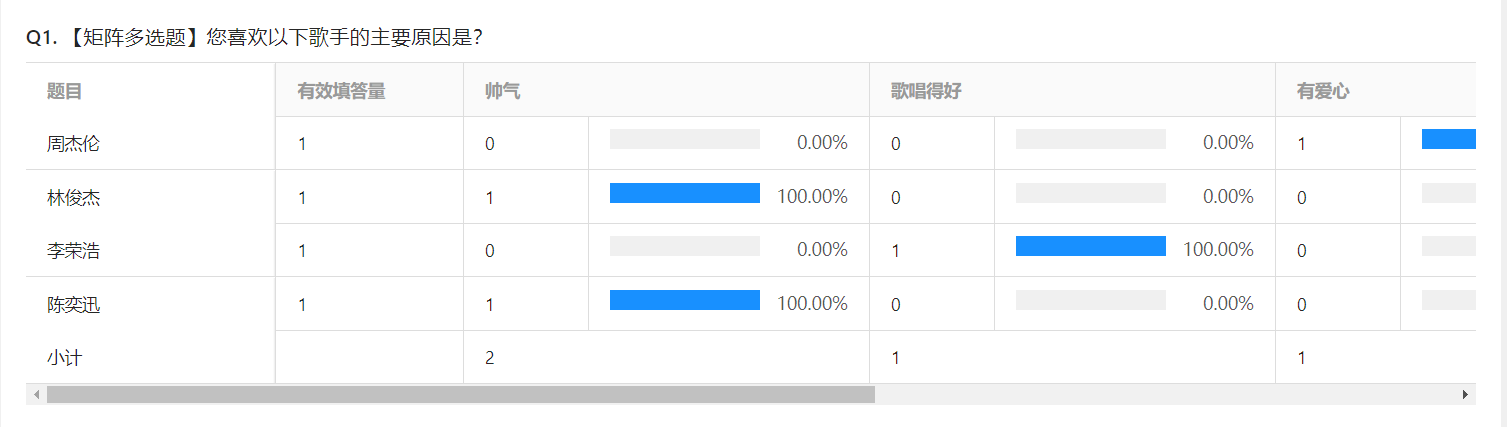 Q1. 【矩阵多选题】您喜欢以下歌手的主要原因是？
题目 有效填答量 帅气 歌唱得好 有爱心
周杰伦 1 0 0.00% 0 0.00% 1
林俊杰 1 1 100.00% 0 0.00% 0
李荣浩 1 0 0.00% 1 100.00% 0
陈奕迅 1 1 100.00% 0 0.00% 0
小计 2 1 1